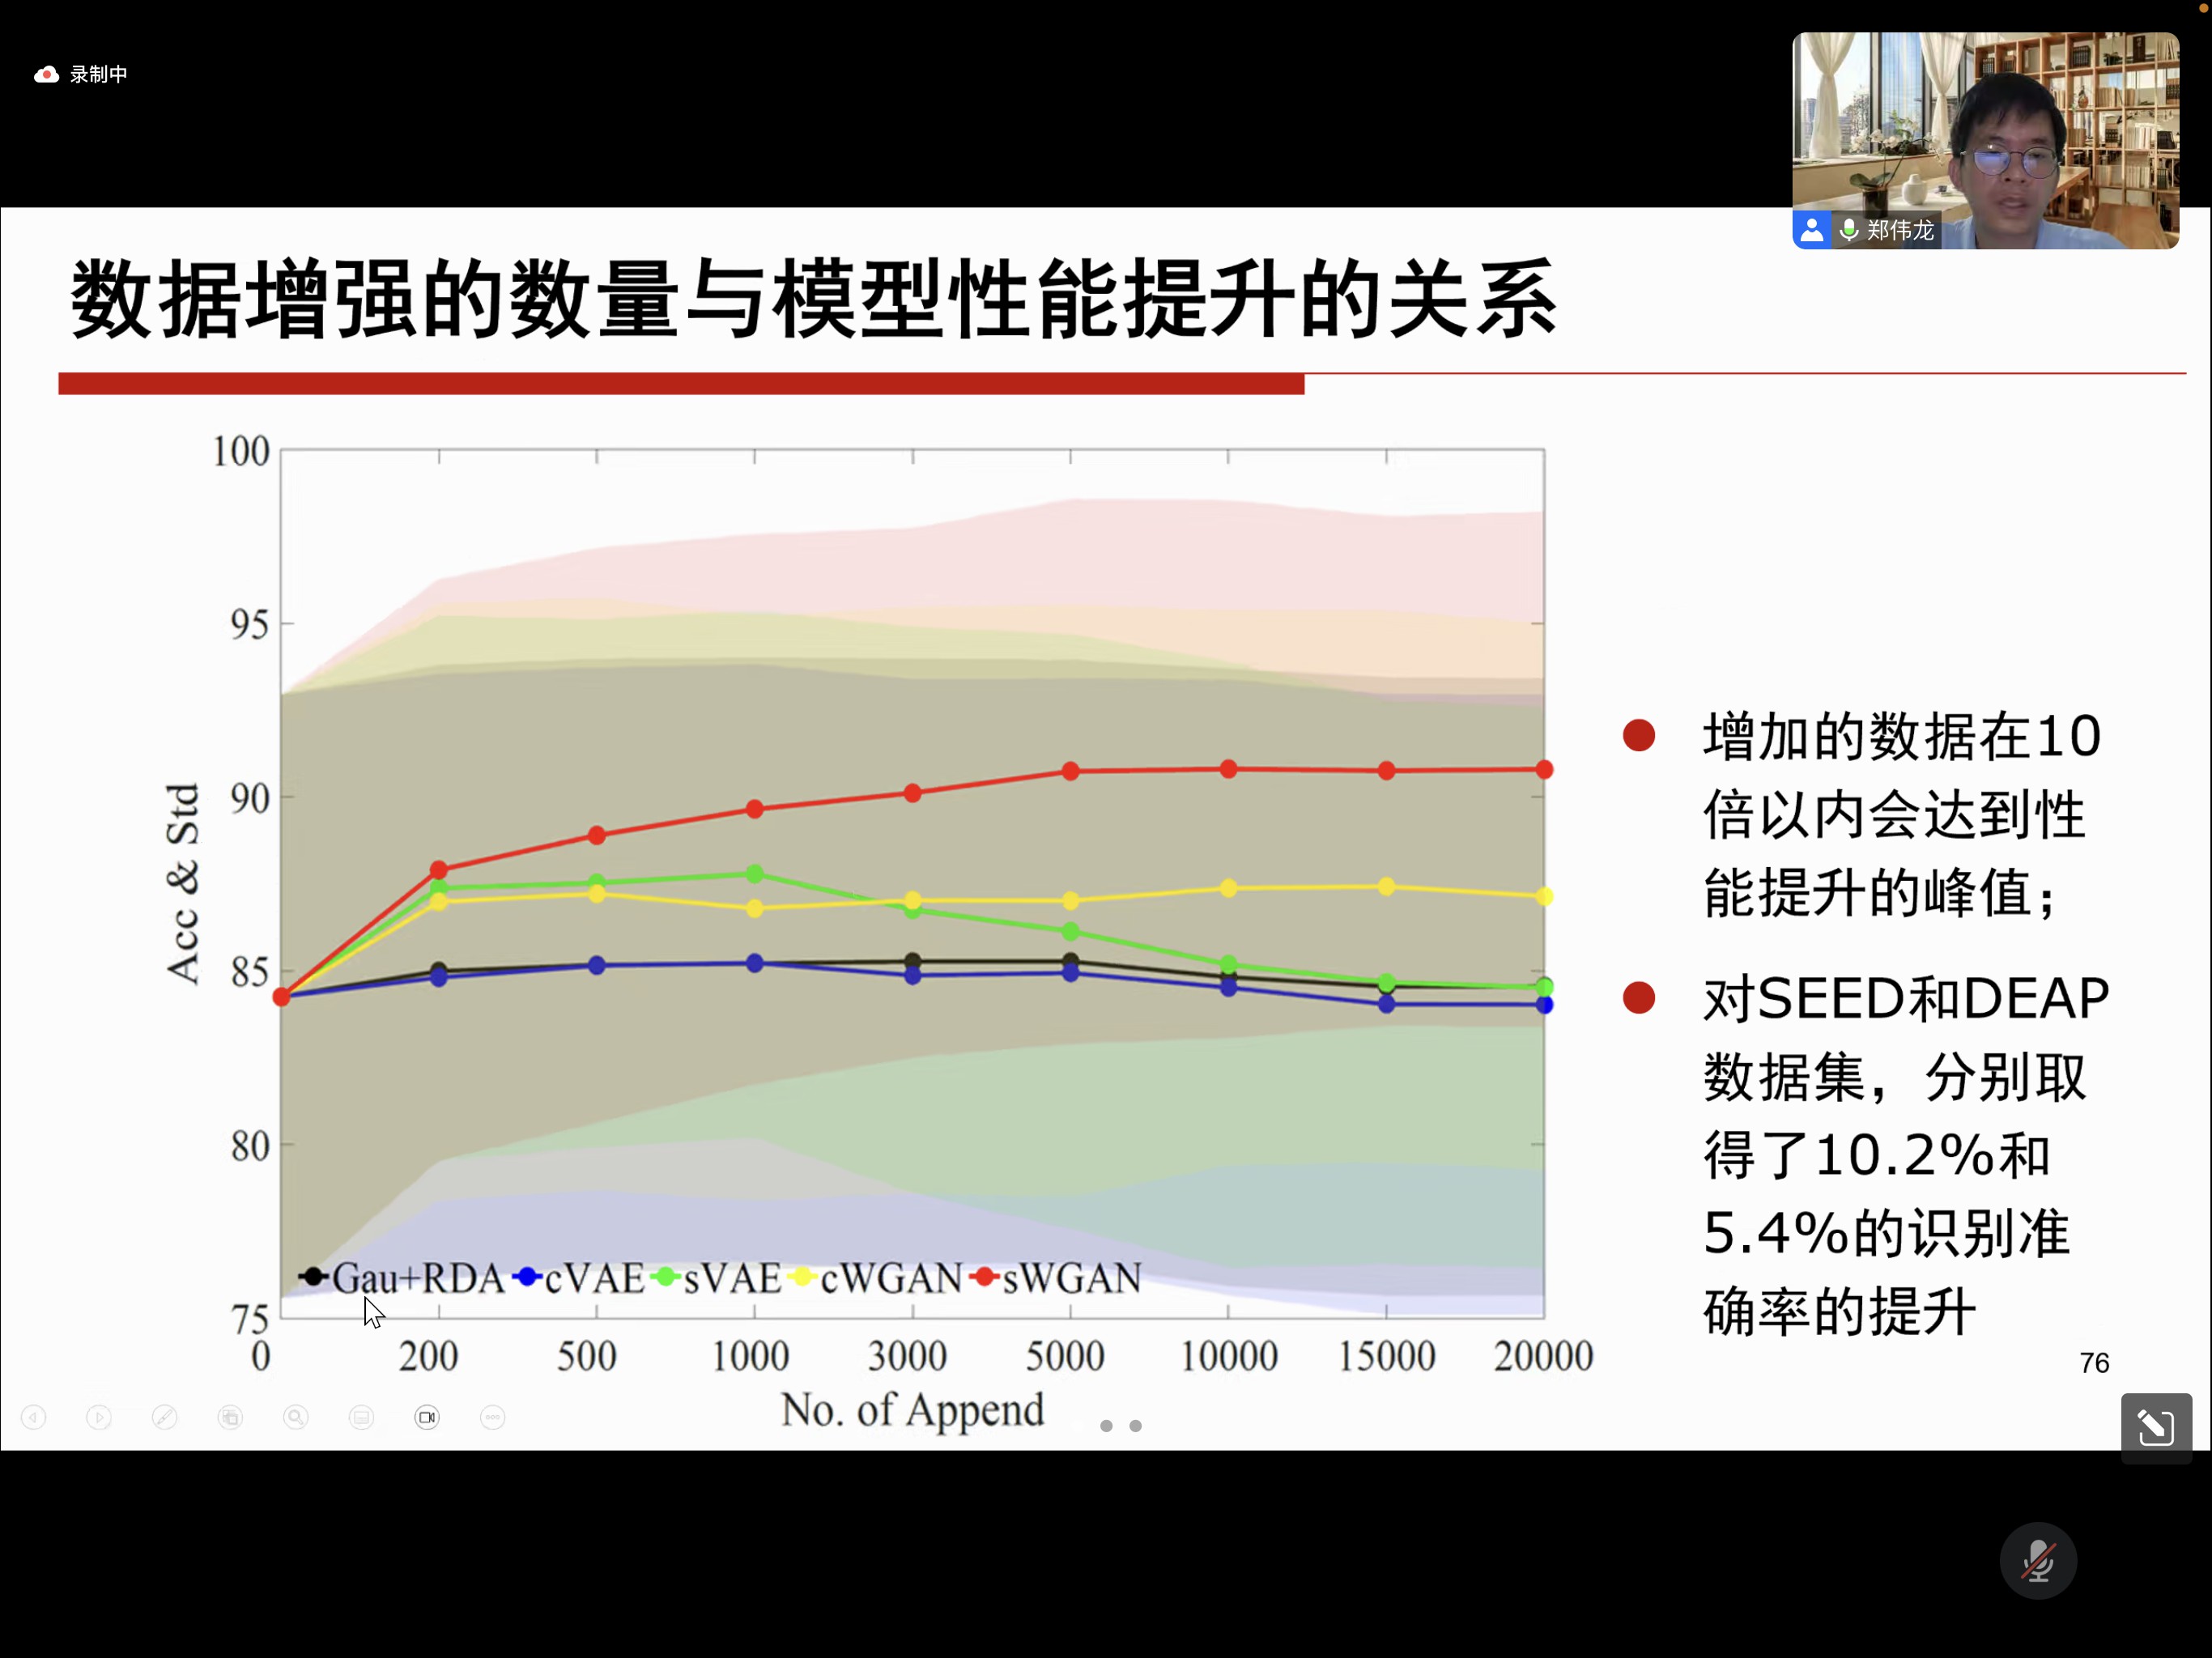 录制中
郑伟龙
数据增强的数量与模型性能提升的关系
100
95
90
85
80
75
Acc & Std
Gau+RDA cVAE sVAE cWGAN sWGAN
0 200 500 1000 3000 5000 10000 15000 20000
No. of Append
增加的数据在10
倍以内会达到性
能提升的峰值；
对SEED和DEAP
数据集，分别取
得了10.2%和
5.4%的识别准
确率的提升
76